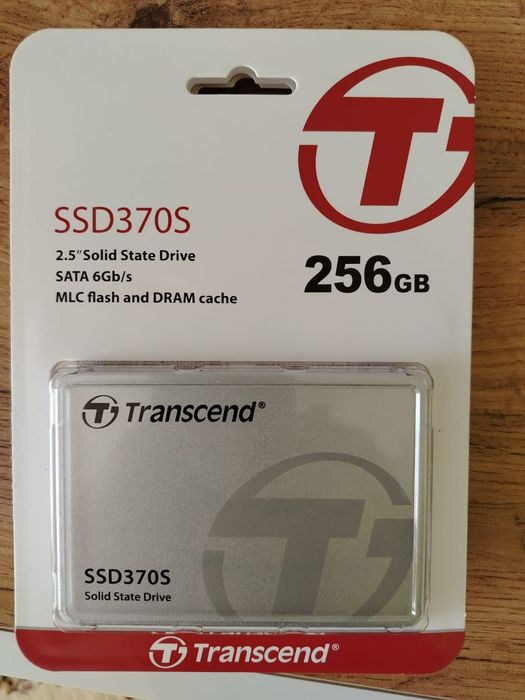 SSD370S
2.5" Solid State Drive
SATA 6Gb/s
MLC flash and DRAM cache
256GB
Transcend®
SSD370S
Solid State Drive
Transcend®